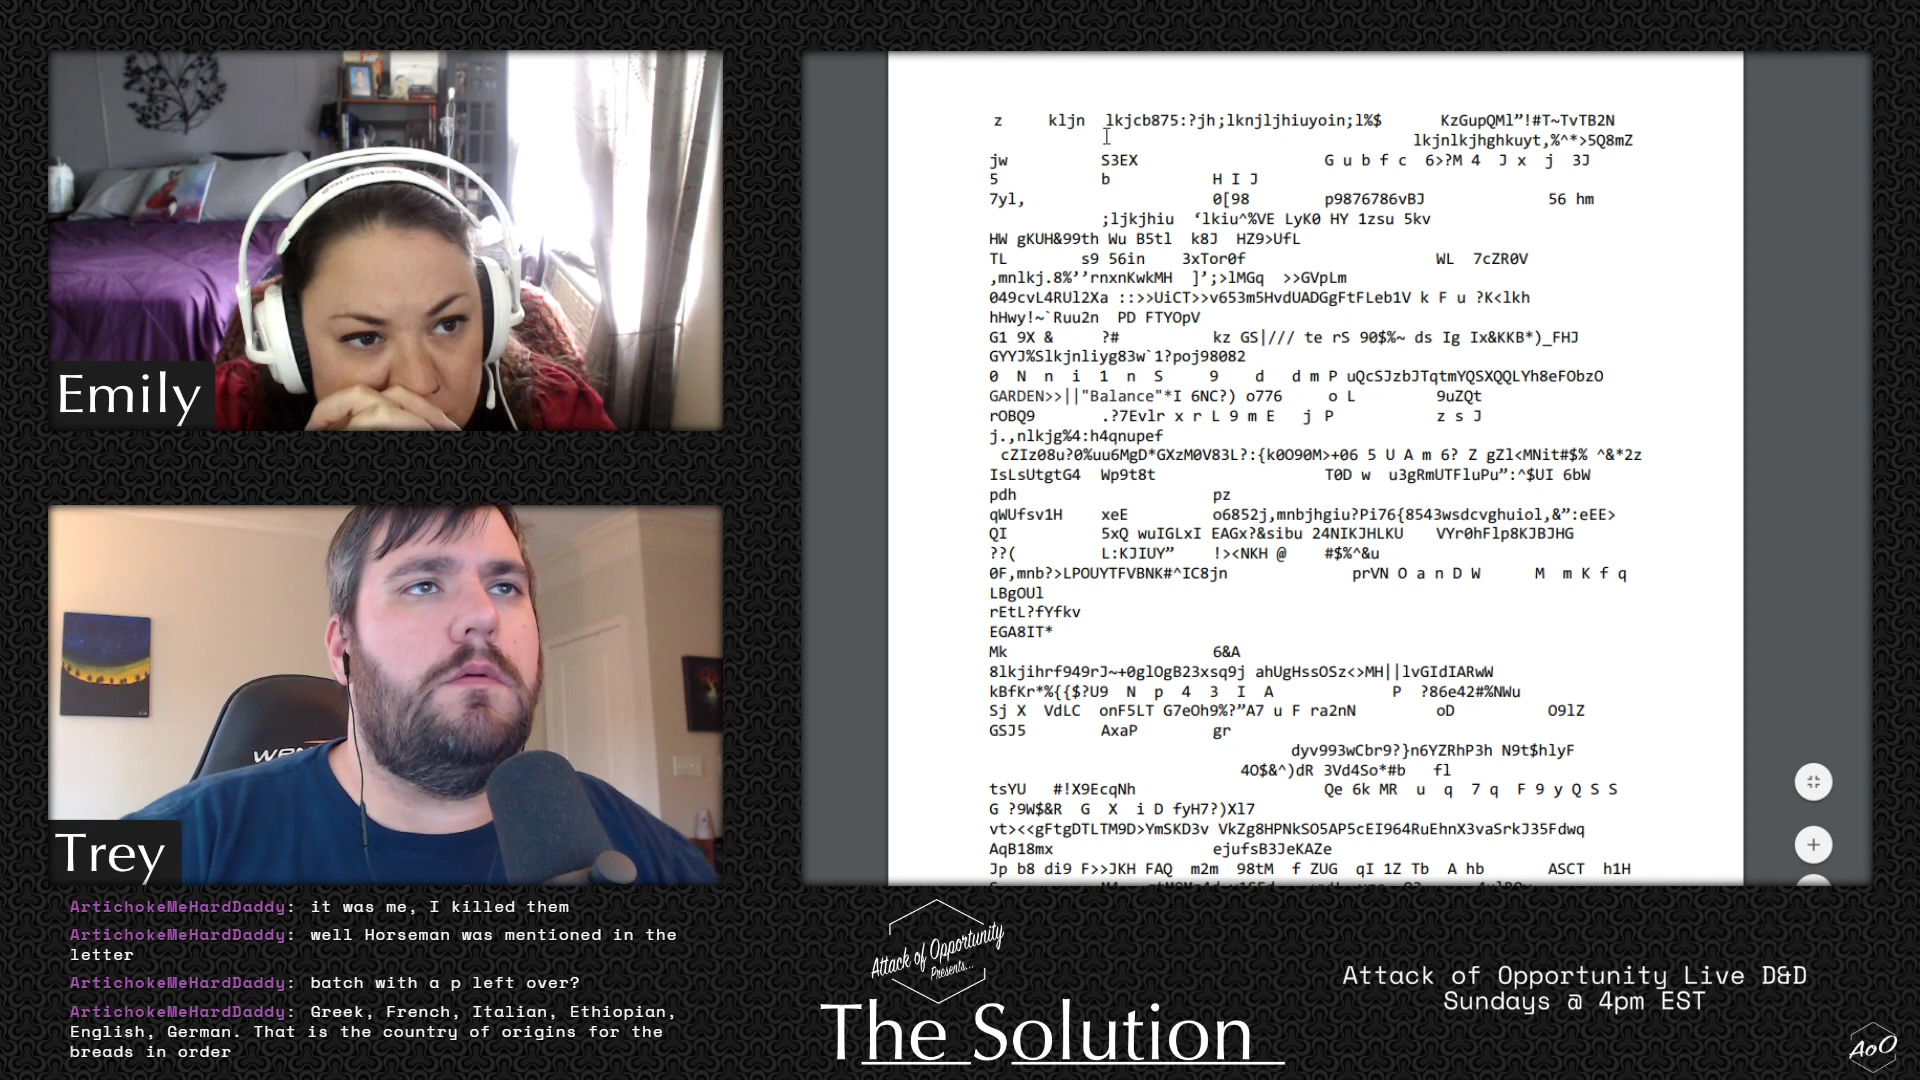 z kljn lkjcb875:?jh;lknjljhiuyoin;l%$ KzGupQMl”!#T~TvTB2N
lkjnlkjhghkuyt,%^*>5Q8mZ
jw S3EX G u b f c 6>?M 4 J x j 3J
5 b H I J
7yl, 0[98 p9876786vBJ 56 hm
;ljkjhiu ‘lkiu^%VE LyK0 HY 1zsu 5kv
HW gKUH&99th Wu B5tl k8J HZ9>UfL
TL s9 56in 3xTor0f WL 7cZR0V
,mnlkj.8%’’rnxnKwkMH ]’;>lMGq >>GVpLm
049cvL4RUl2Xa ::>>UiCT>>v653m5HvdUADGgFtFLeb1V k F u ?K<lkh
hHwy!~`Ruu2n PD FTYOpV
G1 9X & ?# kz GS|/// te rS 90$%~ ds Ig Ix&KKB*)_FHJ
GYYJ%Slkjnliyg83w`1?poj98082
0 N n i 1 n S 9 d d m P uQcSJzbJTqtmYQSXQQLYh8eFObzO
GARDEN>>||"Balance"*I 6NC?) o776 o L 9uZQt
rOBQ9 .?7Evlr x r L 9 m E j P z s J
j.,nlkjg%4:h4qnupef
cZIz08u?0%uu6MgD*GXzM0V83L?:{k0O90M>+06 5 U A m 6? Z gZl<MNit#$% ^&*2z
IsLsUtgtG4 Wp9t8t T0D w u3gRmUTFluPu”:^$UI 6bW
pdh pz
qWUfsv1H xeE o6852j,mnbjhgiu?Pi76{8543wsdcvghuiol,&”:eEE>
QI 5xQ wuIGLxI EAGx?&sibu 24NIKJHLKU VYr0hFlp8KJBJHG
??( L:KJIUY” !><NKH @ #$%^&u
0F,mnb?>LPOUYTFVBNK#^IC8jn prVN O a n D W M m K f q
LBgOUl
rEtL?fYfkv
EGA8IT*
Mk 6&A
8lkjihrf949rJ~+0glOgB23xsq9j ahUgHssOSz<>MH||lvGIdIARwW
kBfKr*%{{$?U9 N p 4 3 I A P ?86e42#%NWu
Sj X VdLC onF5LT G7eOh9%?”A7 u F ra2nN oD O9lZ
GSJ5 AxaP gr
dyv993wCbr9?}n6YZRhP3h N9t$hlyF
4O$&^)dR 3Vd4So*#b fl
tsYU #!X9EcqNh Qe 6k MR u q 7 q F 9 y Q S S
G ?9W$&R G X i D fyH7?)Xl7
vt><<gFtgDTLTM9D>YmSKD3v VkZg8HPNkSO5AP5cEI964RuEhnX3vaSrkJ35Fdwq
AqB18mx ejufsB3JeKAZe
Jp b8 di9 F>>JKH FAQ m2m 98tM f ZUG qI 1Z Tb A hb ASCT h1H
Emily
Trey
ArtichokeMeHardDaddy: it was me, I killed them
ArtichokeMeHardDaddy: well Horseman was mentioned in the
letter
ArtichokeMeHardDaddy: batch with a p left over?
ArtichokeMeHardDaddy: Greek, French, Italian, Ethiopian,
English, German. That is the country of origins for the
breads in order
Attack of Opportunity
Presents...
The Solution
Attack of Opportunity Live D&D
Sundays @ 4pm EST
AoO